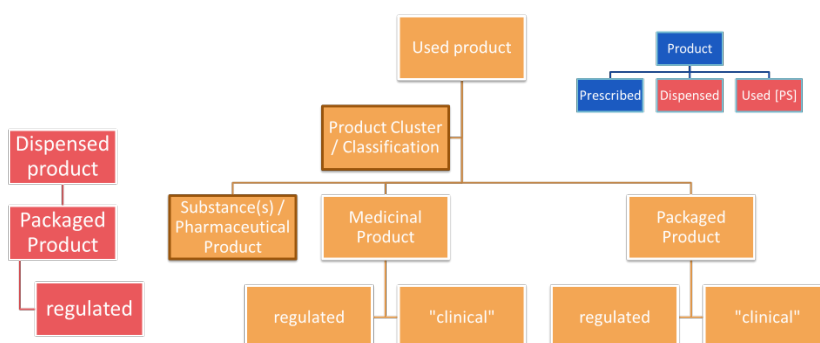 Used product
Product
Prescribed
Dispensed
Used [PS]
Product Cluster
/ Classification
Dispensed
product
Substance(s) /
Pharmaceutical
Product
Medicinal
Product
Packaged
Product
Packaged
Product
regulated
regulated
"clinical"
regulated
"clinical"